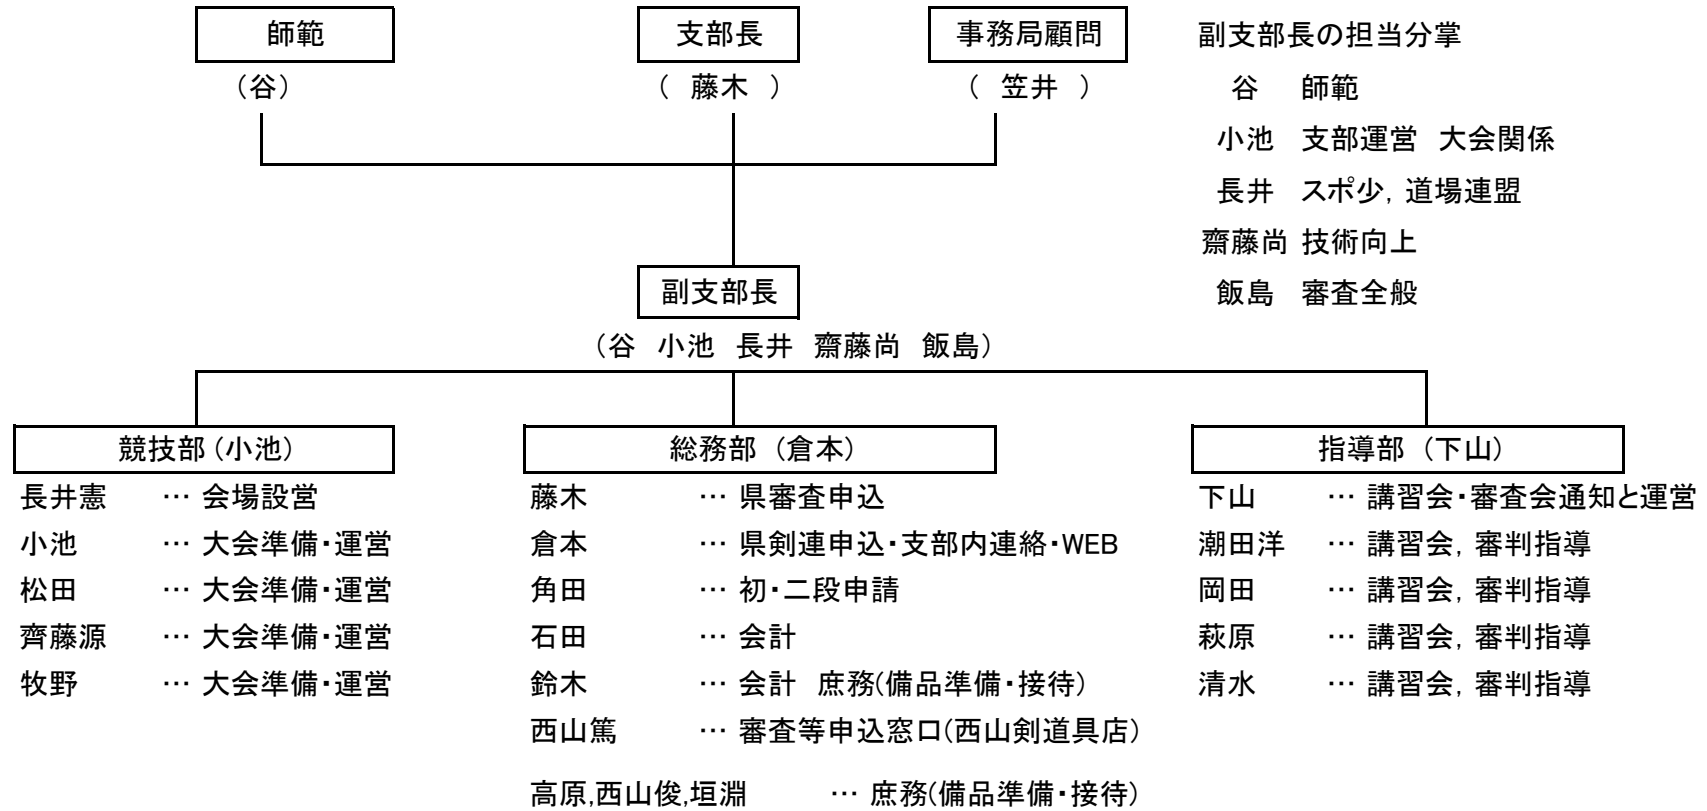 師範
支部長
事務局顧問
（谷）
（　藤木　）
（　笠井　）
副支部長の担当分掌
谷　師範
小池　支部運営　大会関係
長井　スポ少，道場連盟
齋藤尚　技術向上
飯島　審査全般
副支部長
（谷　小池　長井　齋藤尚　飯島）
競技部（小池）
長井憲　… 会場設営
小池　… 大会準備・運営
松田　… 大会準備・運営
齊藤源　… 大会準備・運営
牧野　… 大会準備・運営
総務部（倉本）
藤木　… 県審査申込
倉本　… 県剣連申込・支部内連絡・WEB
角田　… 初・二段申請
石田　… 会計
鈴木　… 会計　庶務(備品準備・接待)
西山篤　… 審査等申込窓口(西山剣道具店)
高原,西山俊,垣淵　… 庶務(備品準備・接待)
指導部（下山）
下山　… 講習会・審査会通知と運営
潮田洋　… 講習会，審判指導
岡田　… 講習会，審判指導
萩原　… 講習会，審判指導
清水　… 講習会，審判指導